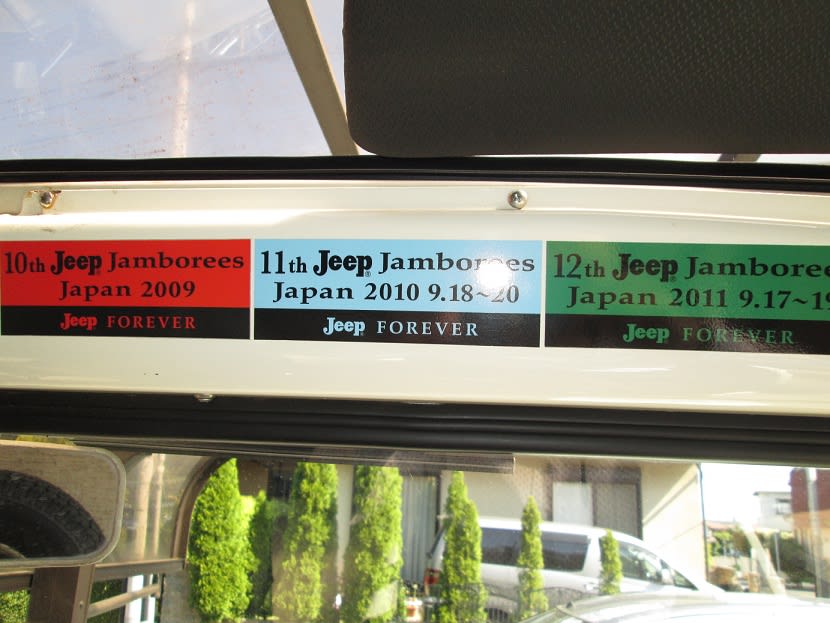 10th Jeep® Jamborees
Japan 2009
Jeep FOREVER
11th Jeep® Jamborees
Japan 2010 9.18~20
Jeep FOREVER
12th Jeep Jamboree
Japan 2011 9.17~19
Jeep FOREVER